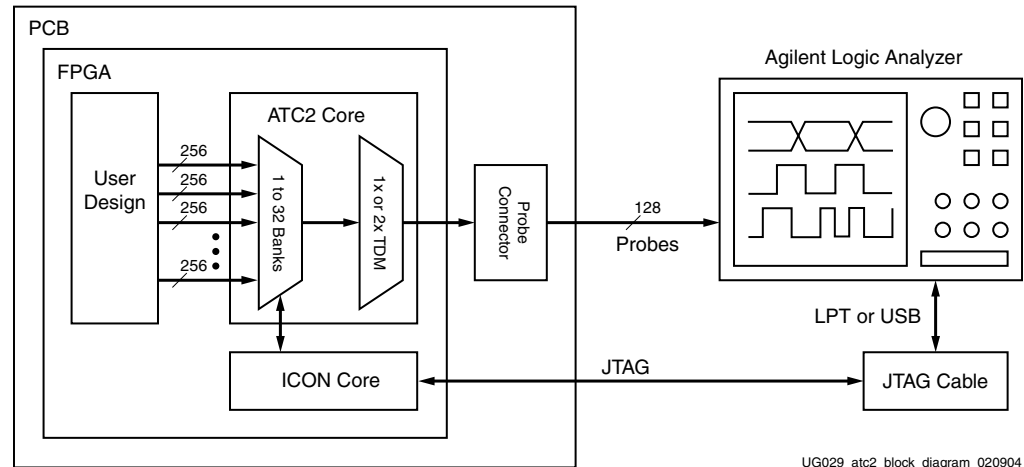 PCB
FPGA
User
Design
256
256
256
256
ATC2 Core
1 to 32 Banks
1x or 2x TDM
Probe
Connector
128
Probes
Agilent Logic Analyzer
LPT or USB
ICON Core
JTAG
JTAG Cable
UG029_atc2_block_diagram_020904